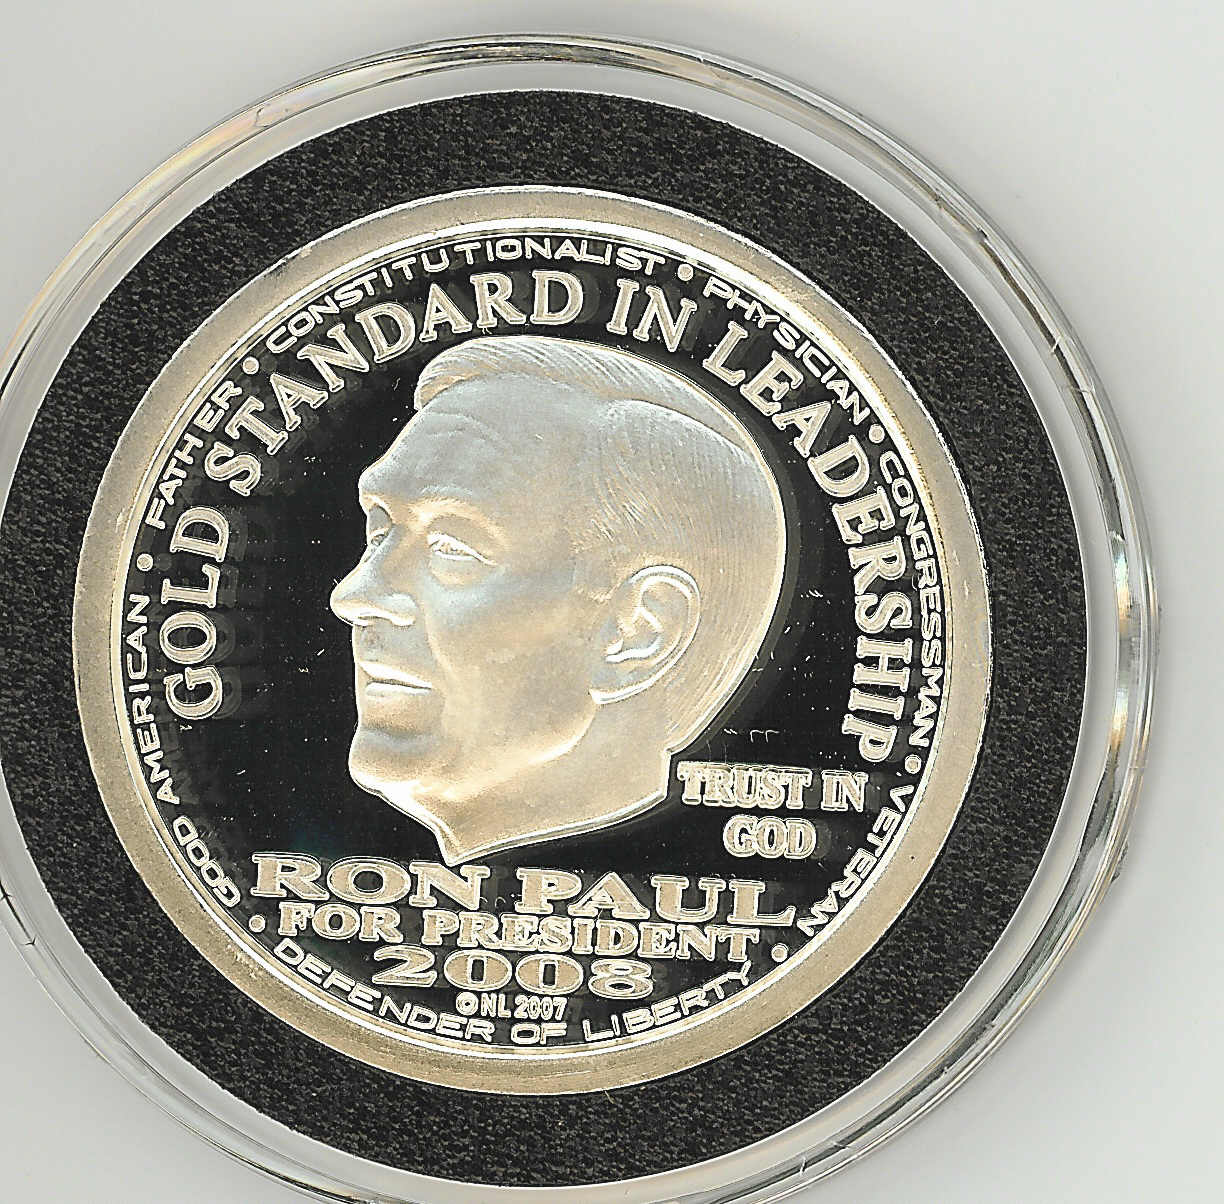 GOOD AMERICAN • FATHER • CONSTITUTIONALIST • PHYSICIAN • CONGRESSMAN • VETERAN •
GOLD STANDARD IN LEADERSHIP
TRUST IN
GOD
RON PAUL
FOR PRESIDENT
2008
©NL 2007
DEFENDER OF LIBERTY •